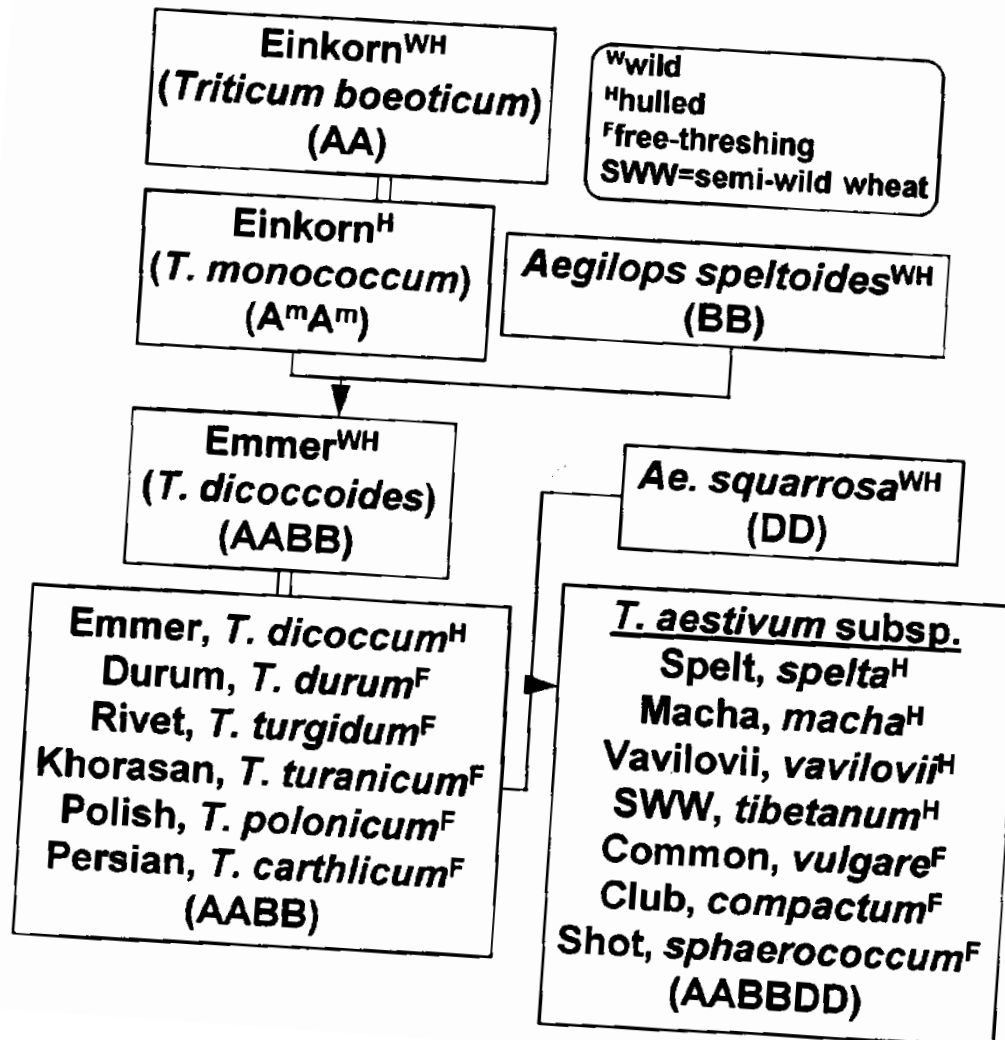 Einkorn^WH
(Triticum boeoticum)
(AA)
^Wwild
^Hhulled
^Ffree-threshing
SWW=semi-wild wheat
Einkorn^H
(T. monococcum)
(A^mA^m)
Aegilops speltoides^WH
(BB)
Emmer^WH
(T. dicoccoides)
(AABB)
Ae. squarrosa^WH
(DD)
Emmer, T. dicoccum^H
Durum, T. durum^F
Rivet, T. turgidum^F
Khorasan, T. turanicum^F
Polish, T. polonicum^F
Persian, T. carthlicum^F
(AABB)
T. aestivum subsp.
Spelt, spelta^H
Macha, macha^H
Vavilovii, vavilovii^H
SWW, tibetanum^H
Common, vulgare^F
Club, compactum^F
Shot, sphaerococcum^F
(AABBDD)